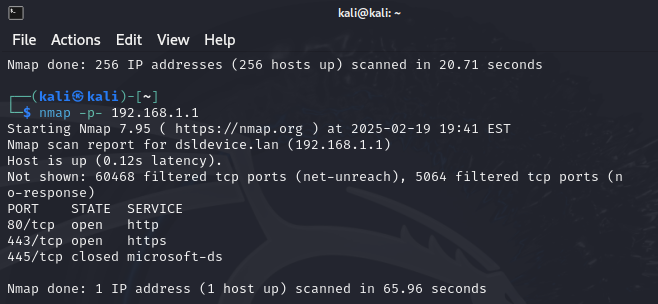 kali@kali: ~
File Actions Edit View Help
Nmap done: 256 IP addresses (256 hosts up) scanned in 20.71 seconds
┌──(kali㉿kali)-[~]
└─$ nmap -p- 192.168.1.1
Starting Nmap 7.95 ( https://nmap.org ) at 2025-02-19 19:41 EST
Nmap scan report for dsldevice.lan (192.168.1.1)
Host is up (0.12s latency).
Not shown: 60468 filtered tcp ports (net-unreach), 5064 filtered tcp ports (n
o-response)
PORT    STATE  SERVICE
80/tcp  open   http
443/tcp open   https
445/tcp closed microsoft-ds
Nmap done: 1 IP address (1 host up) scanned in 65.96 seconds